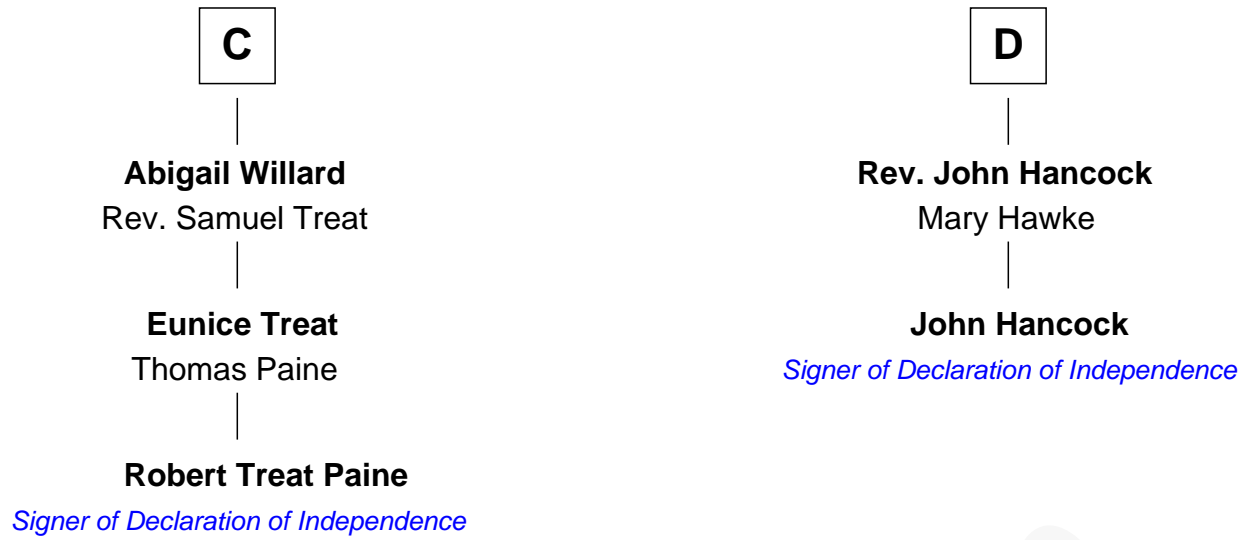 C
Abigail Willard
Rev. Samuel Treat
Eunice Treat
Thomas Paine
Robert Treat Paine
Signer of Declaration of Independence
D
Rev. John Hancock
Mary Hawke
John Hancock
Signer of Declaration of Independence